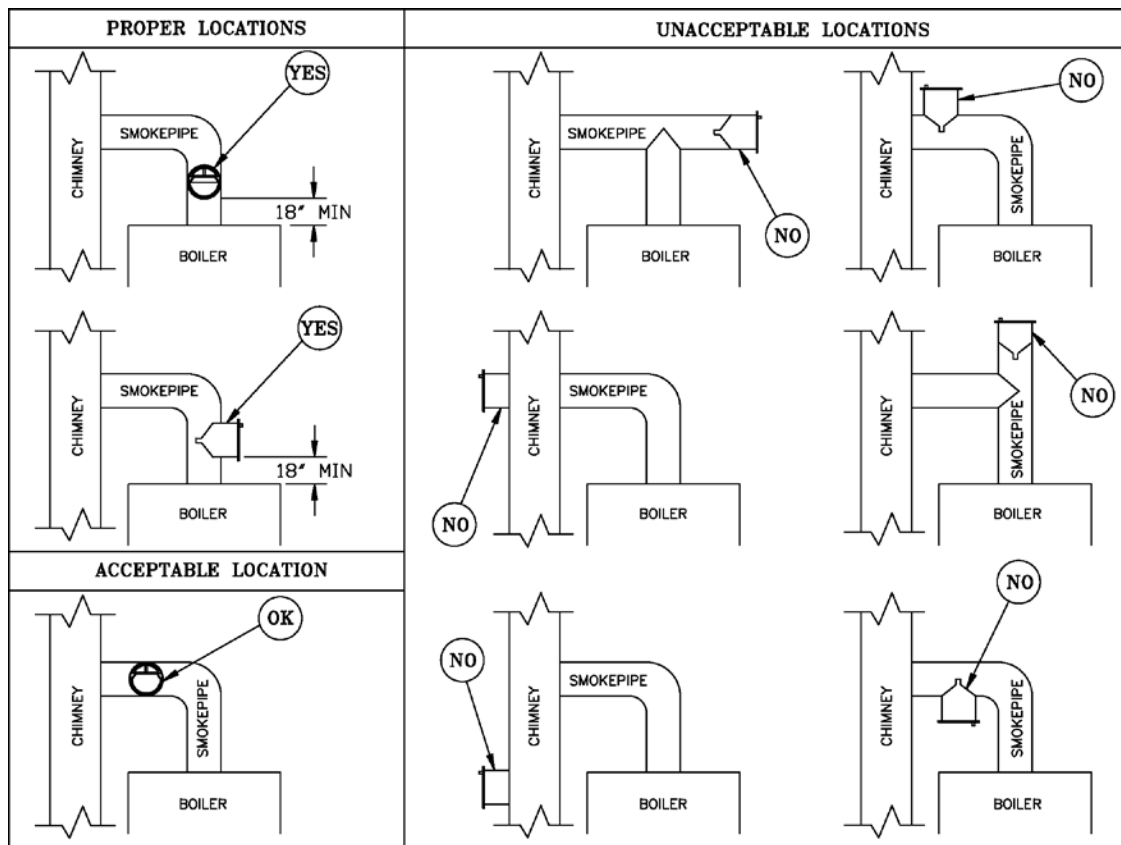 PROPER LOCATIONS
YES
CHIMNEY
SMOKEPIPE
18" MIN
BOILER
YES
CHIMNEY
SMOKEPIPE
18" MIN
BOILER
ACCEPTABLE LOCATION
OK
CHIMNEY
SMOKEPIPE
BOILER
UNACCEPTABLE LOCATIONS
CHIMNEY
SMOKEPIPE
NO
BOILER
NO
CHIMNEY
SMOKEPIPE
BOILER
NO
CHIMNEY
SMOKEPIPE
BOILER
NO
CHIMNEY
SMOKEPIPE
BOILER
NO
CHIMNEY
SMOKEPIPE
BOILER
NO
CHIMNEY
SMOKEPIPE
BOILER